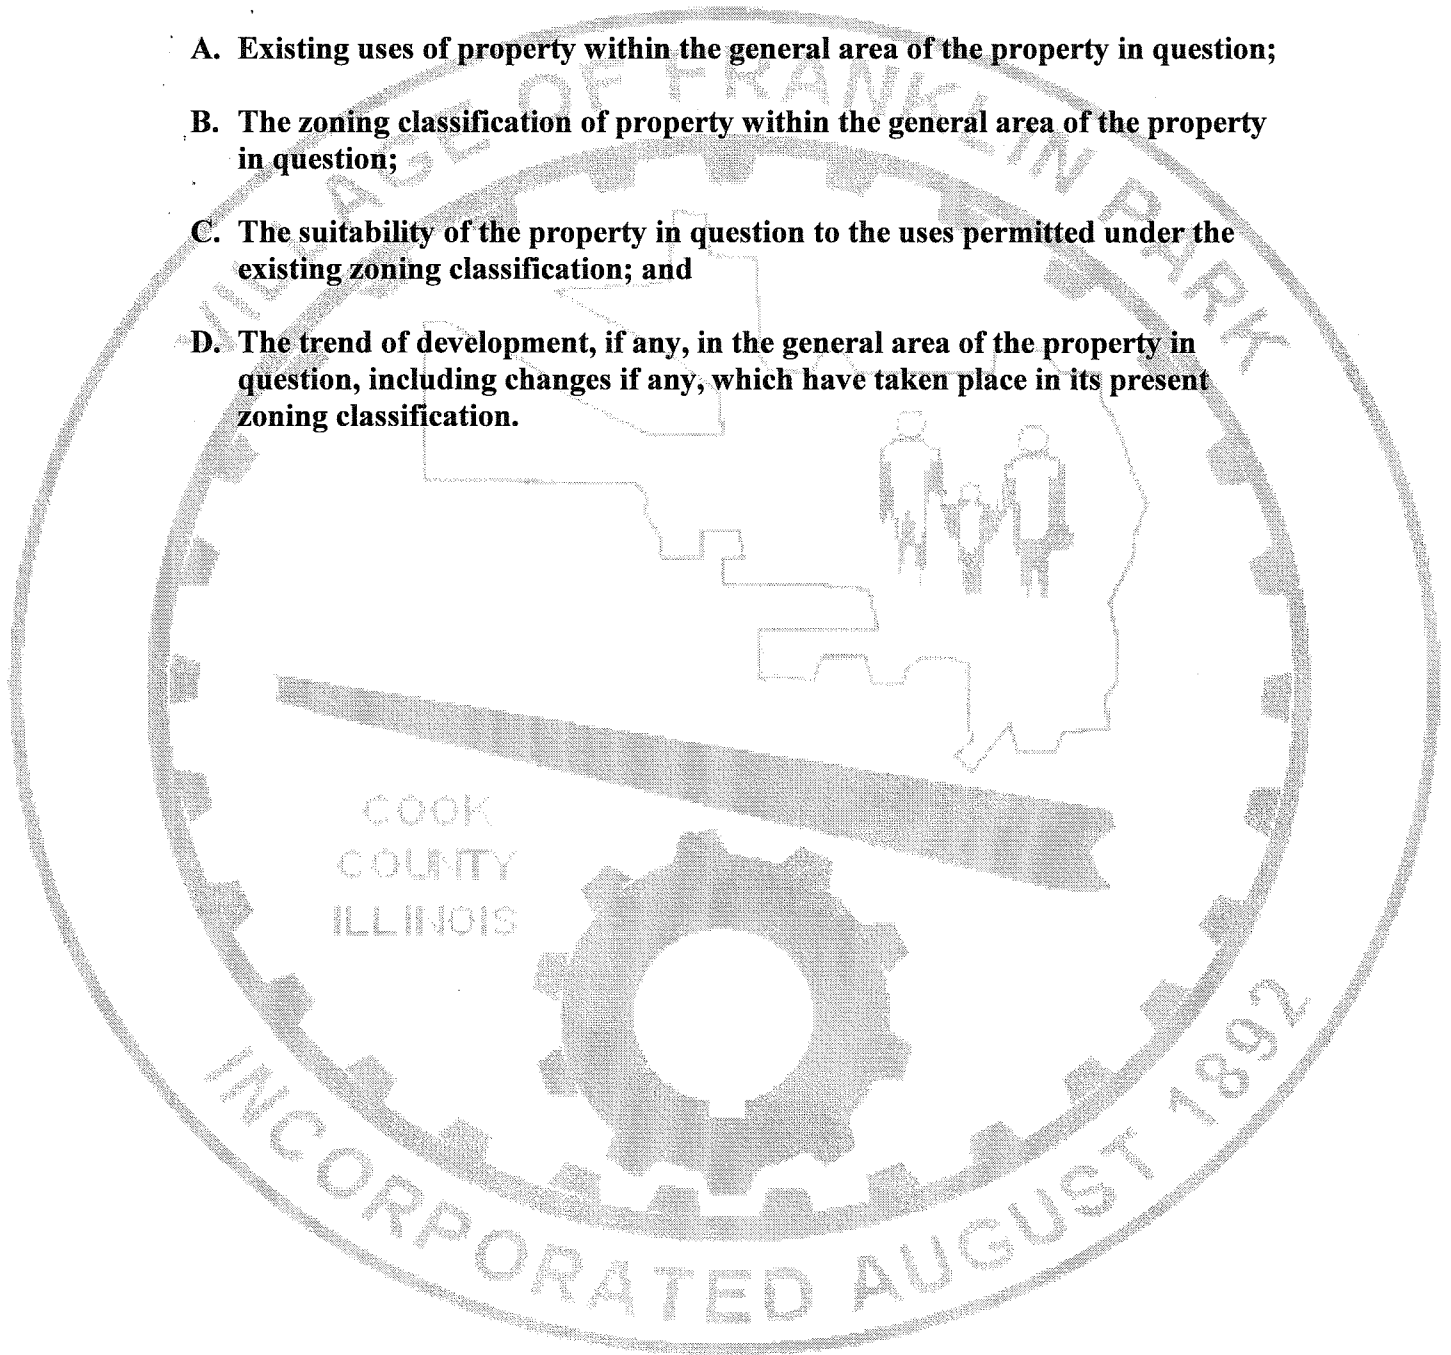 A. Existing uses of property within the general area of the property in question;
B. The zoning classification of property within the general area of the property
in question;
C. The suitability of the property in question to the uses permitted under the
existing zoning classification; and
D. The trend of development, if any, in the general area of the property in
question, including changes if any, which have taken place in its present
zoning classification.
VILLAGE OF FRANKLIN PARK
COOK
COUNTY
ILLINOIS
INCORPORATED AUGUST 1892